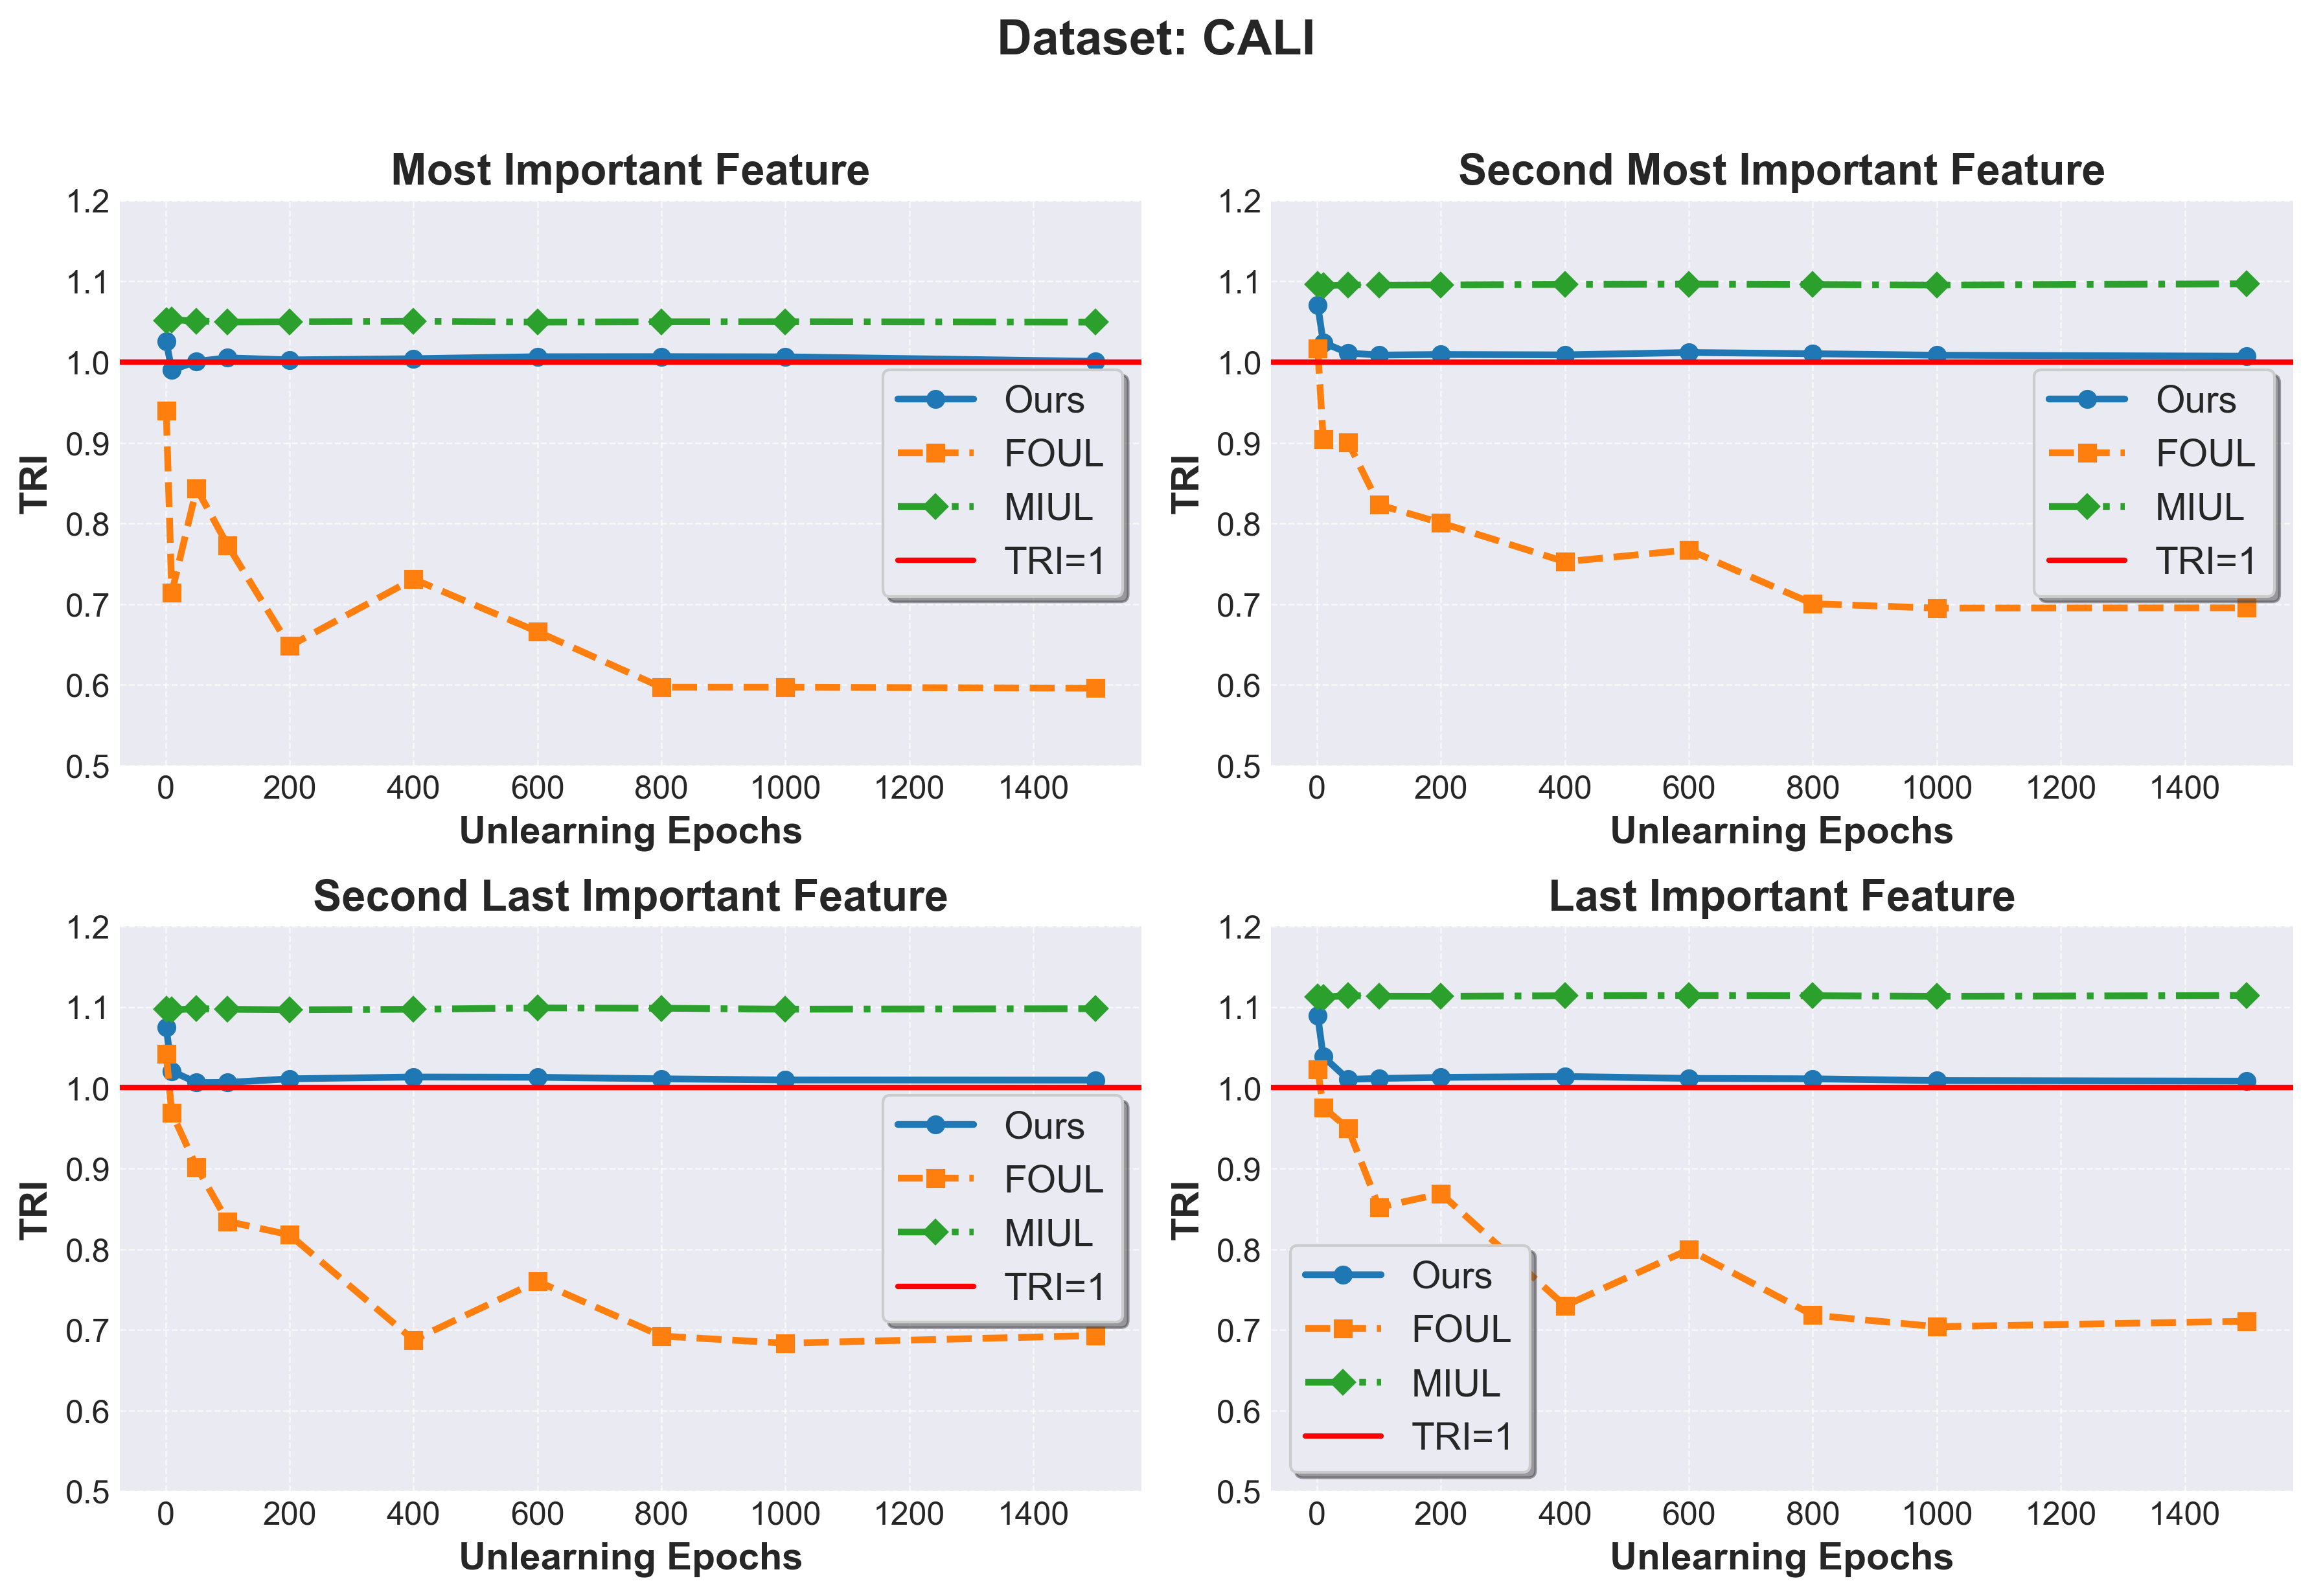 Dataset: CALI
Most Important Feature
1.2
1.1
1.0
0.9
0.8
0.7
0.6
0.5
TRI
0 200 400 600 800 1000 1200 1400
Unlearning Epochs
Ours
FOUL
MIUL
TRI=1
Second Most Important Feature
1.2
1.1
1.0
0.9
0.8
0.7
0.6
0.5
TRI
0 200 400 600 800 1000 1200 1400
Unlearning Epochs
Ours
FOUL
MIUL
TRI=1
Second Last Important Feature
1.2
1.1
1.0
0.9
0.8
0.7
0.6
0.5
TRI
0 200 400 600 800 1000 1200 1400
Unlearning Epochs
Ours
FOUL
MIUL
TRI=1
Last Important Feature
1.2
1.1
1.0
0.9
0.8
0.7
0.6
0.5
TRI
0 200 400 600 800 1000 1200 1400
Unlearning Epochs
Ours
FOUL
MIUL
TRI=1